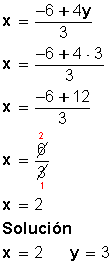 x = −6 + 4y / 3
x = −6 + 4 · 3 / 3
x = −6 + 12 / 3
2
x = 6 / 3
1
x = 2
Solución
x = 2 y = 3